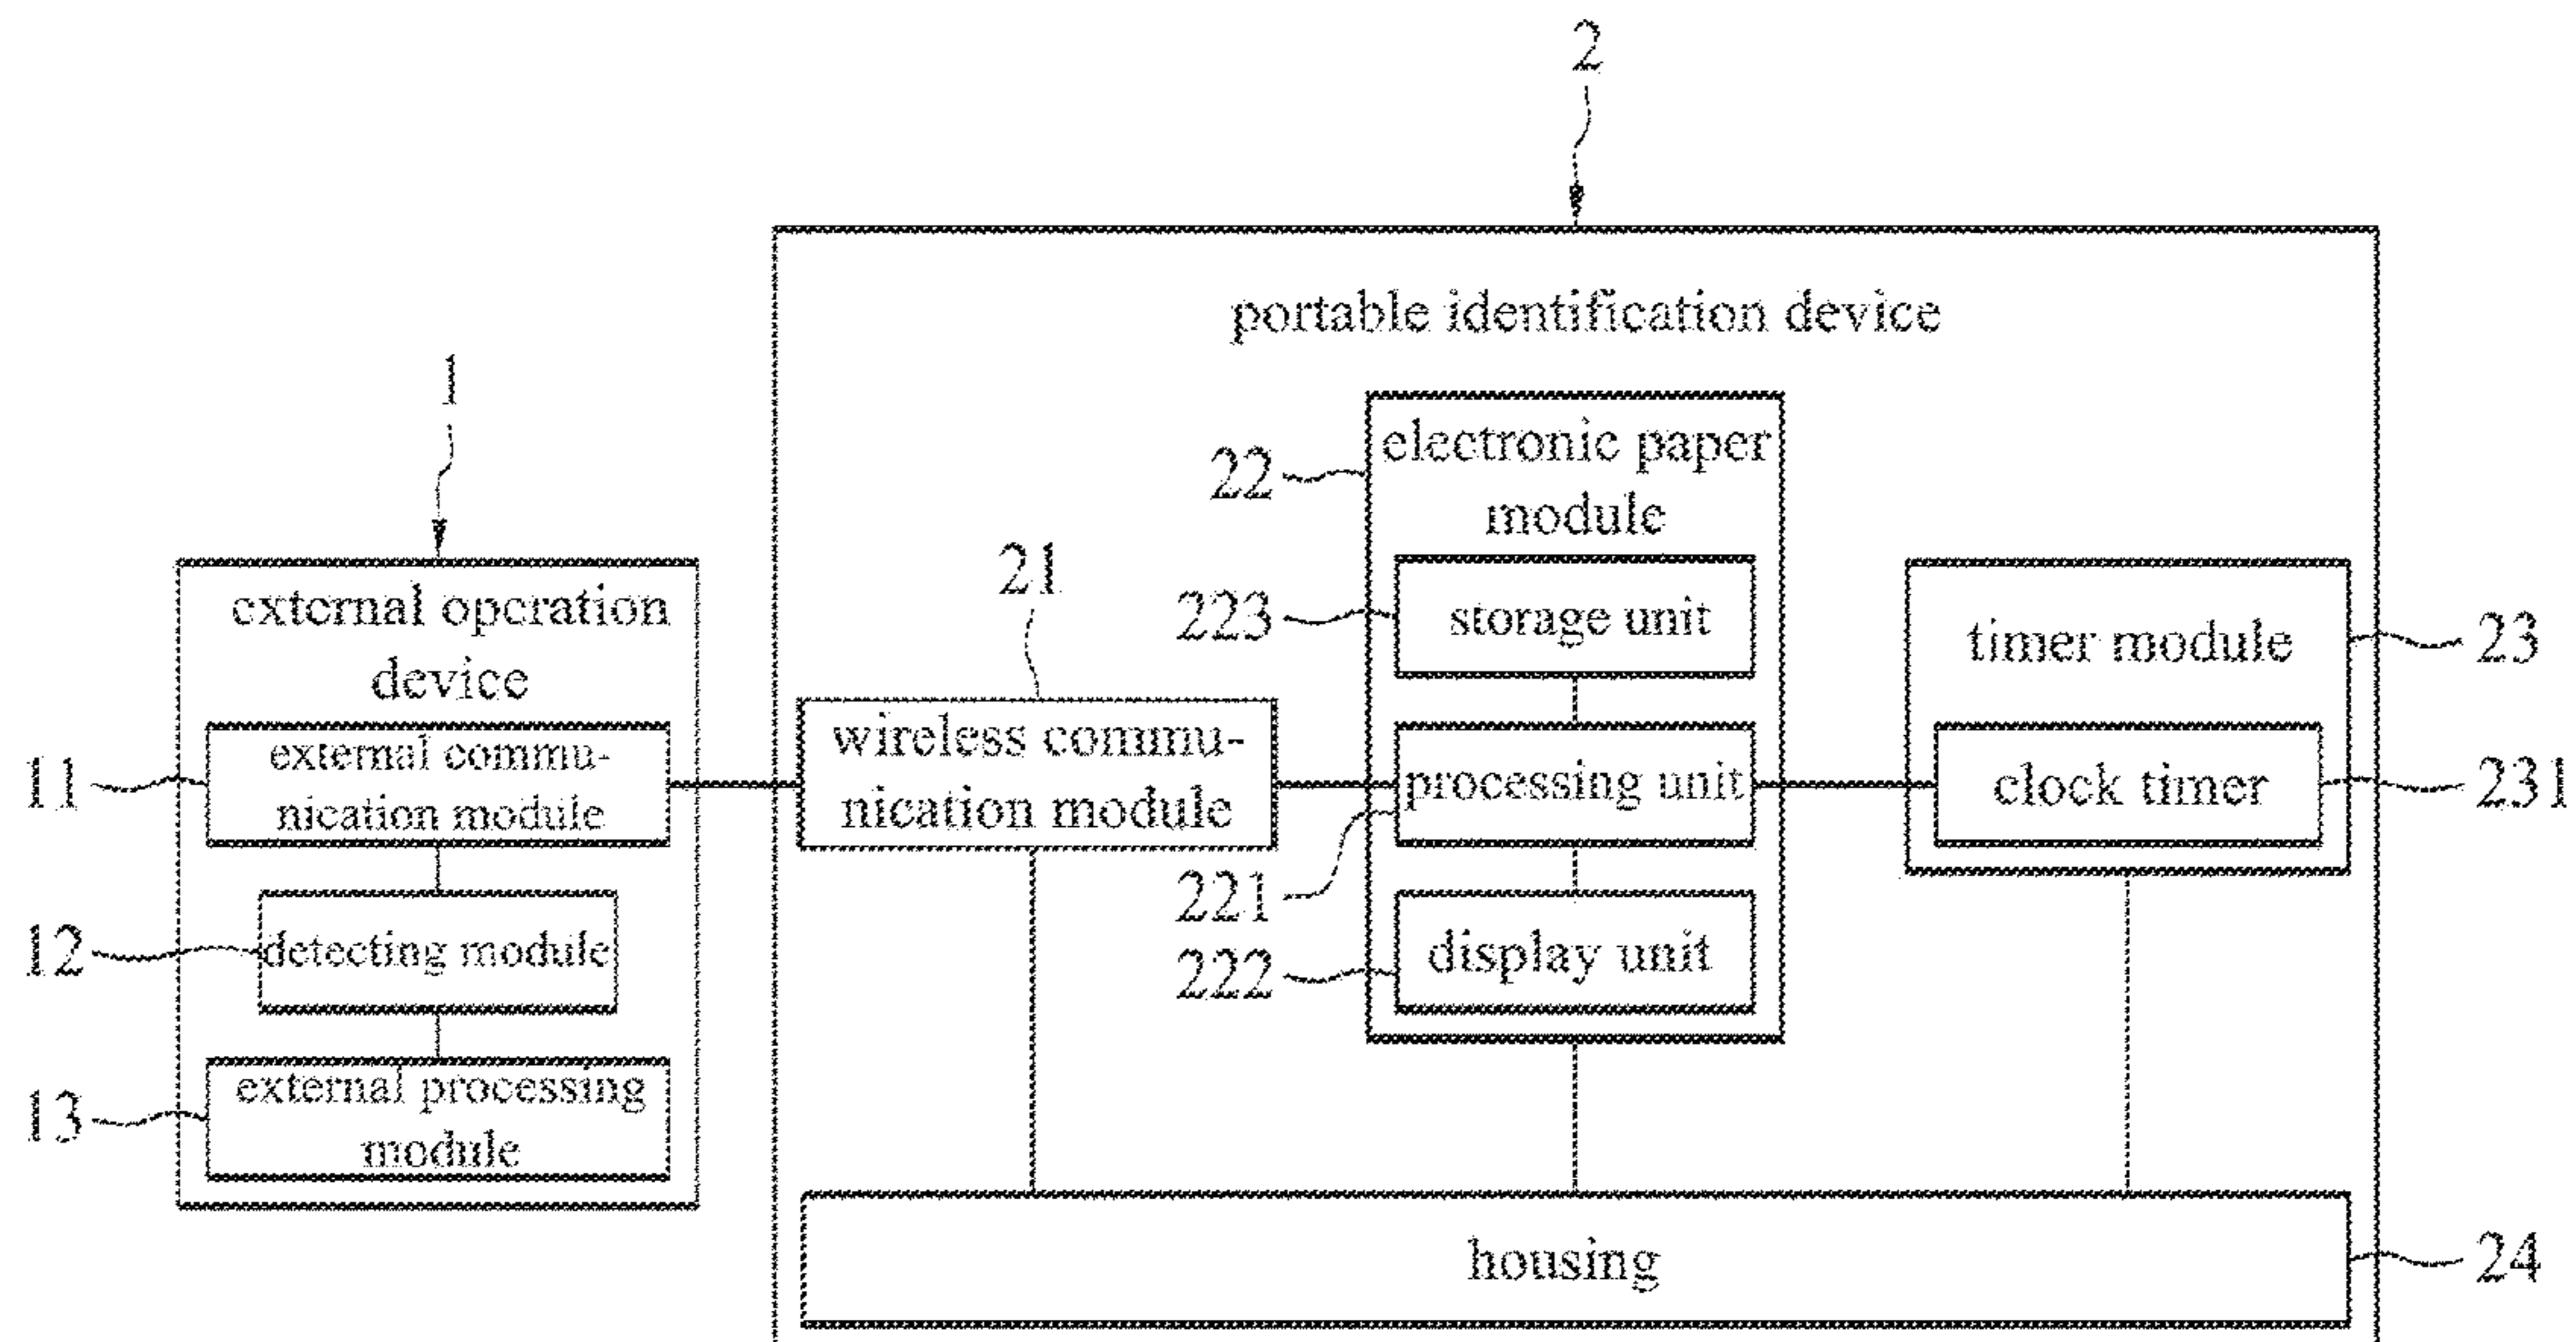 2
portable identification device
1
22
electronic paper
module
21
223
storage unit
external operation
device
timer module
23
11
external commu-
nication module
wireless commu-
nication module
processing unit
clock timer
231
221
12
detecting module
222
display unit
13
external processing
module
housing
24